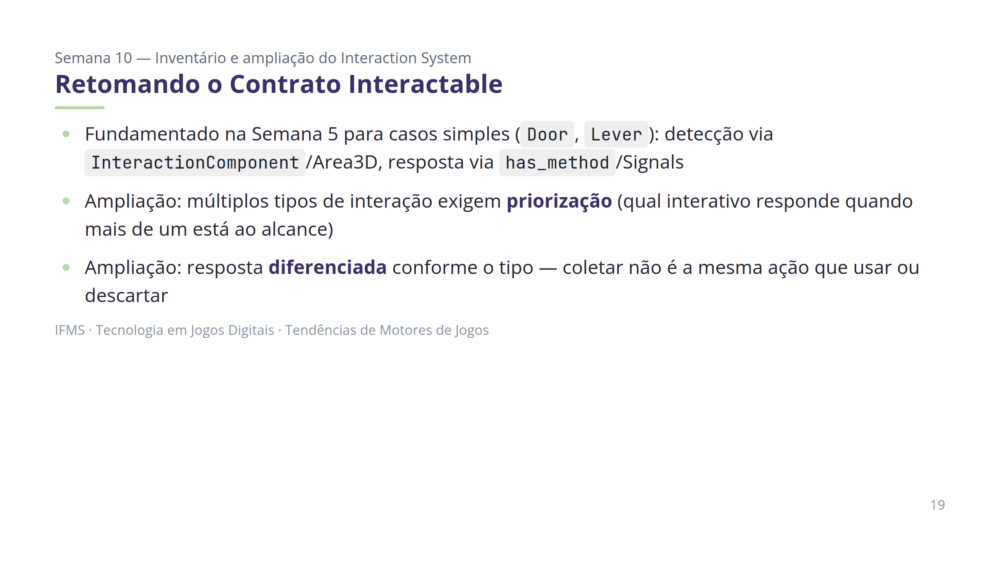 Semana 10 — Inventário e ampliação do Interaction System
Retomando o Contrato Interactable
Fundamentado na Semana 5 para casos simples (Door, Lever): detecção via
InteractionComponent/Area3D, resposta via has_method/Signals
Ampliação: múltiplos tipos de interação exigem priorização (qual interativo responde quando
mais de um está ao alcance)
Ampliação: resposta diferenciada conforme o tipo — coletar não é a mesma ação que usar ou
descartar
IFMS · Tecnologia em Jogos Digitais · Tendências de Motores de Jogos
19